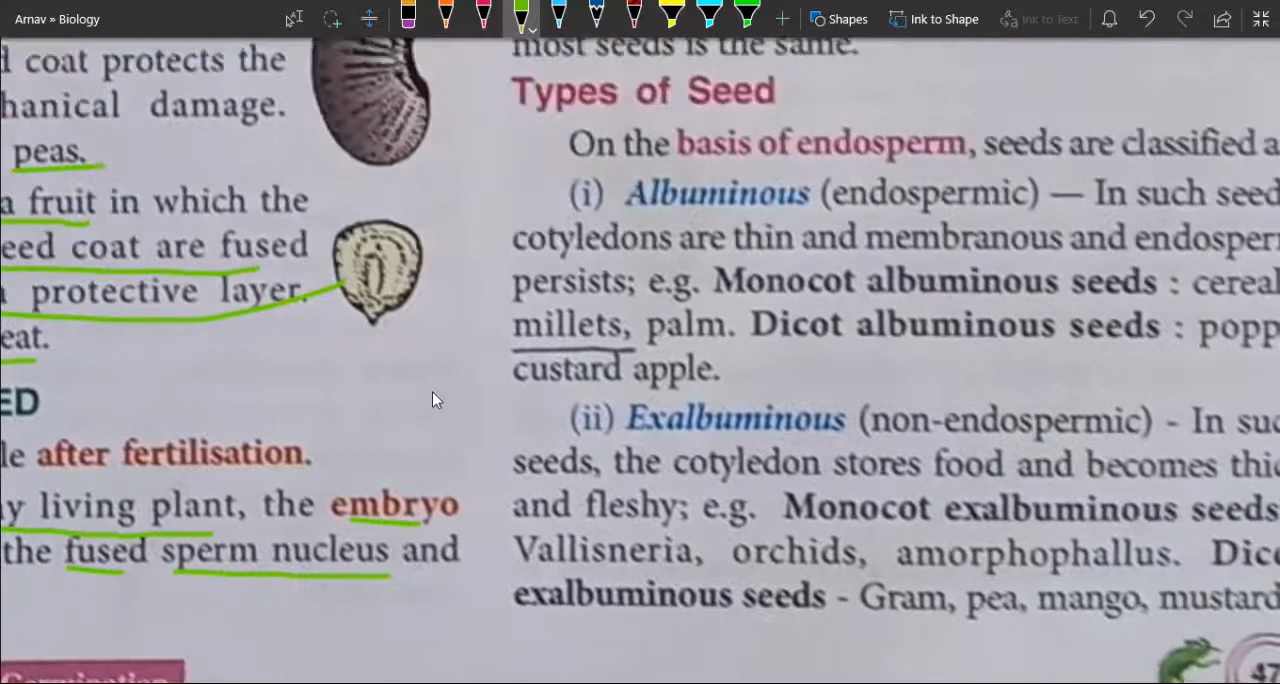 Arnav » Biology
Shapes
Ink to Shape
Ink to Text
coat protects the
hanical damage.
peas.
a fruit in which the
eed coat are fused
protective layer.
eat.
ED
le after fertilisation.
y living plant, the embryo
the fused sperm nucleus and
Germination
most seeds is the same.
Types of Seed
On the basis of endosperm, seeds are classified a
(i) Albuminous (endospermic) — In such seed
cotyledons are thin and membranous and endosper
persists; e.g. Monocot albuminous seeds : cereal
millets, palm. Dicot albuminous seeds : popp
custard apple.
(ii) Exalbuminous (non-endospermic) - In suc
seeds, the cotyledon stores food and becomes thi
and fleshy; e.g. Monocot exalbuminous seeds
Vallisneria, orchids, amorphophallus. Dic
exalbuminous seeds - Gram, pea, mango, mustard
47